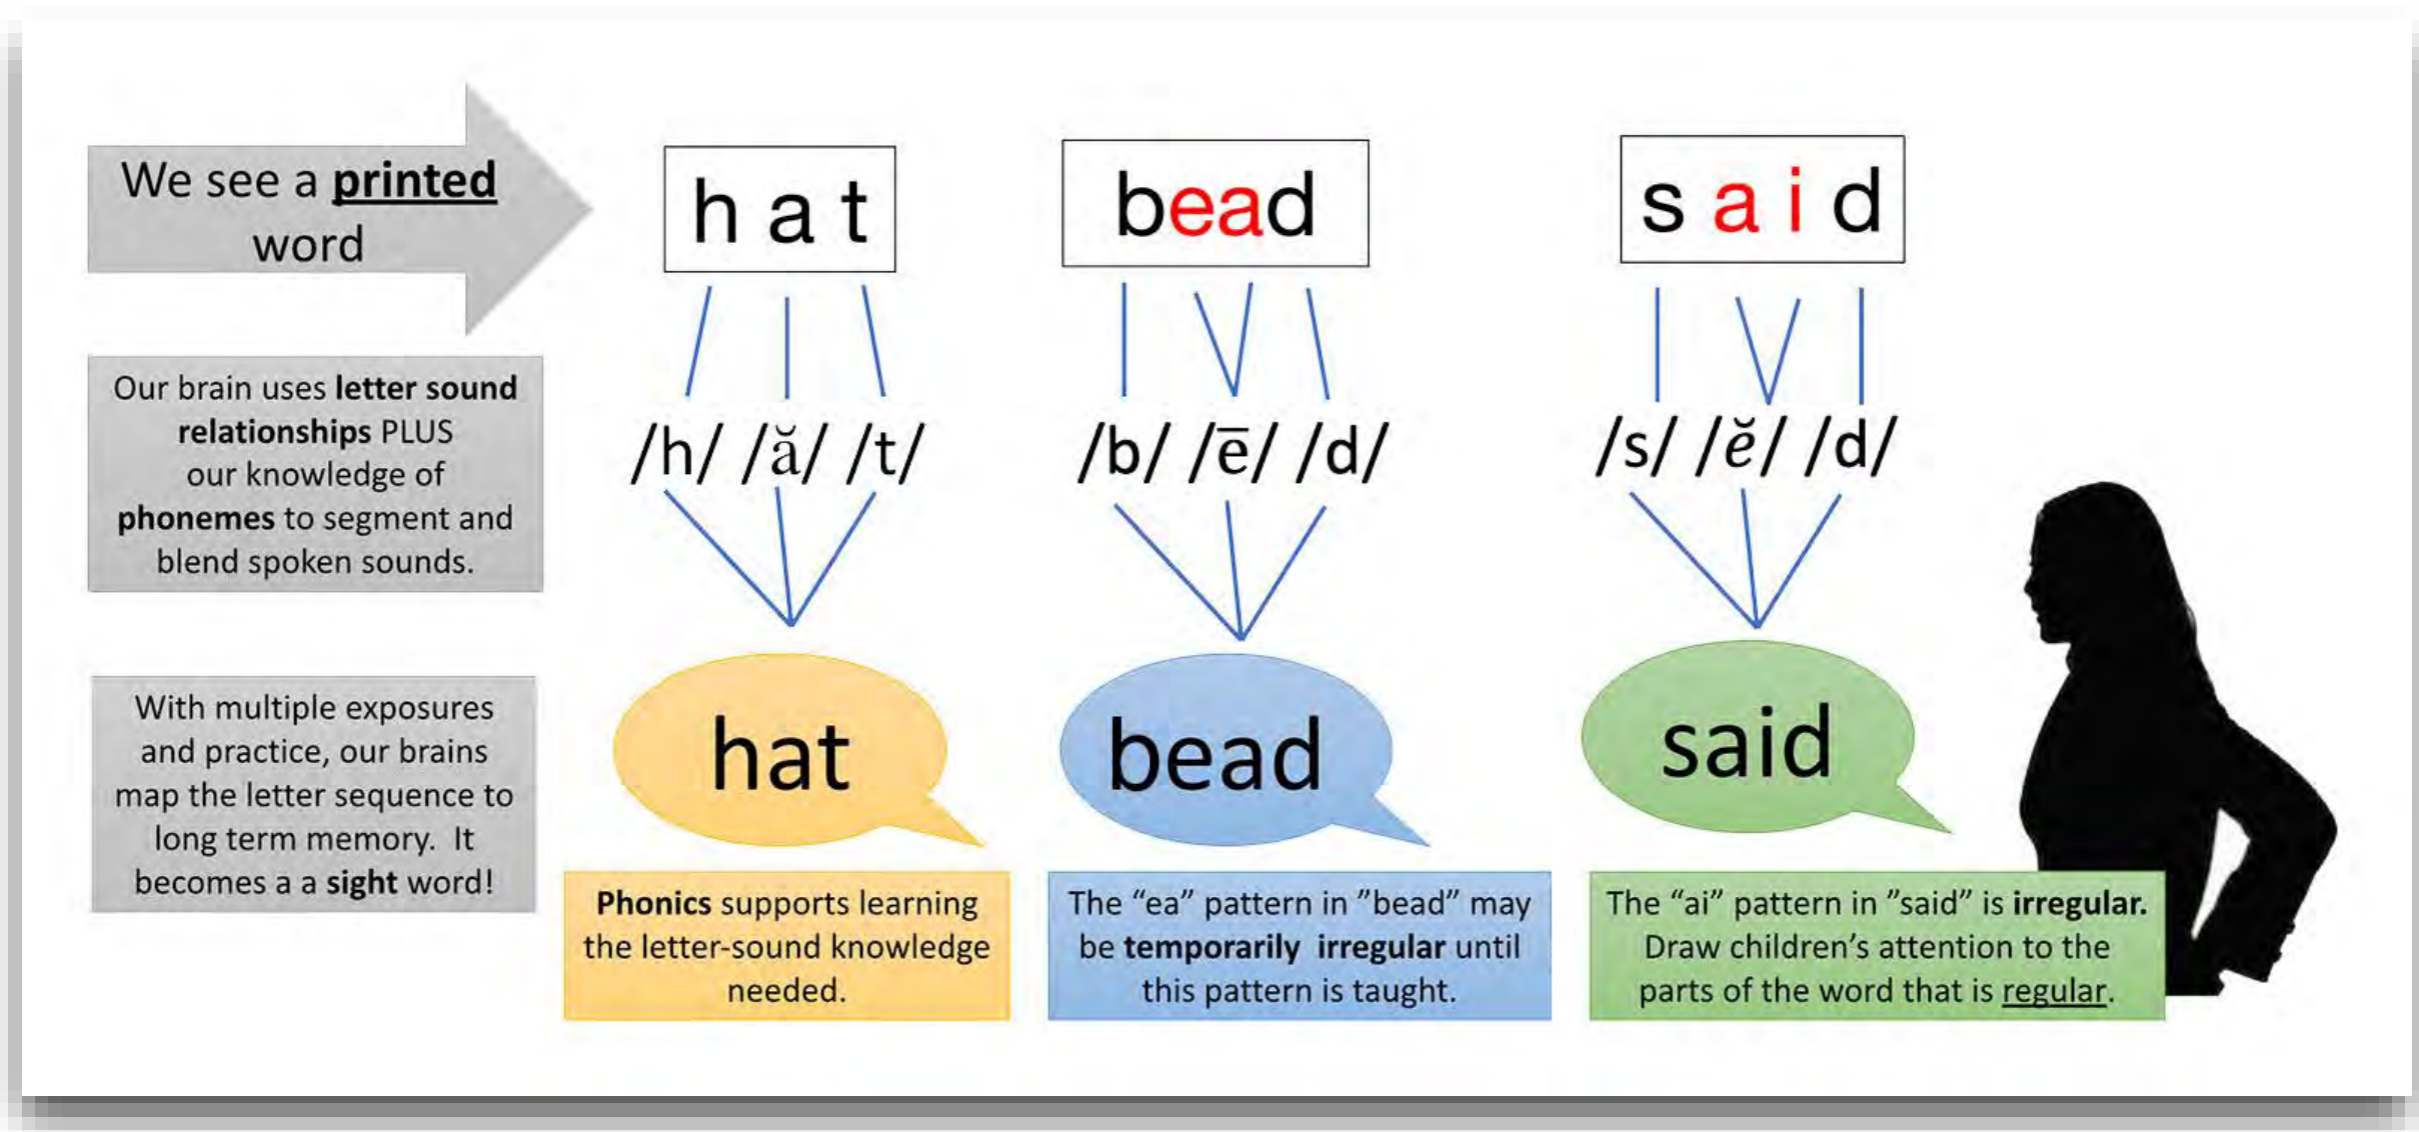 We see a printed
word
h a t
bead
s a i d
Our brain uses letter sound
relationships PLUS
our knowledge of
phonemes to segment and
blend spoken sounds.
/h/ /ă/ /t/
/b/ /ē/ /d/
/s/ /ĕ/ /d/
With multiple exposures
and practice, our brains
map the letter sequence to
long term memory. It
becomes a a sight word!
hat
bead
said
Phonics supports learning
the letter-sound knowledge
needed.
The “ea” pattern in ”bead” may
be temporarily irregular until
this pattern is taught.
The “ai” pattern in ”said” is irregular.
Draw children’s attention to the
parts of the word that is regular.